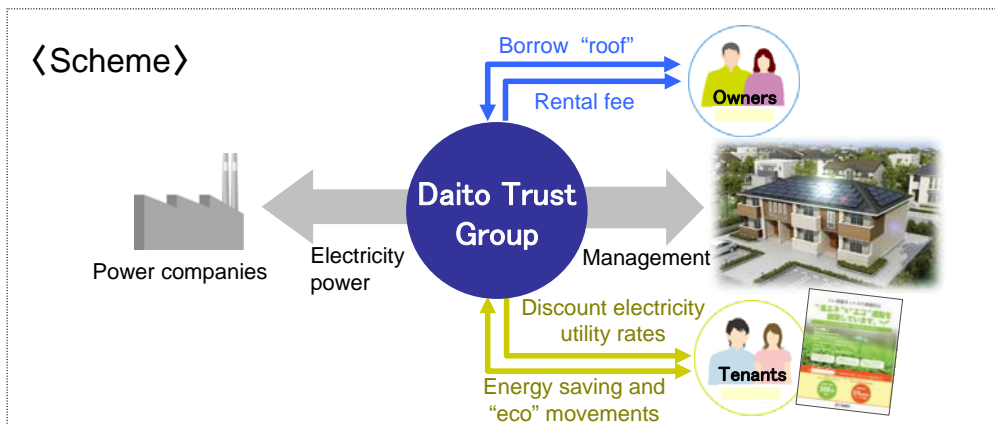 〈Scheme〉
Borrow “roof”
Rental fee
Owners
Daito Trust
Group
Power companies
Electricity
power
Management
Discount electricity
utility rates
Tenants
Energy saving and
“eco” movements